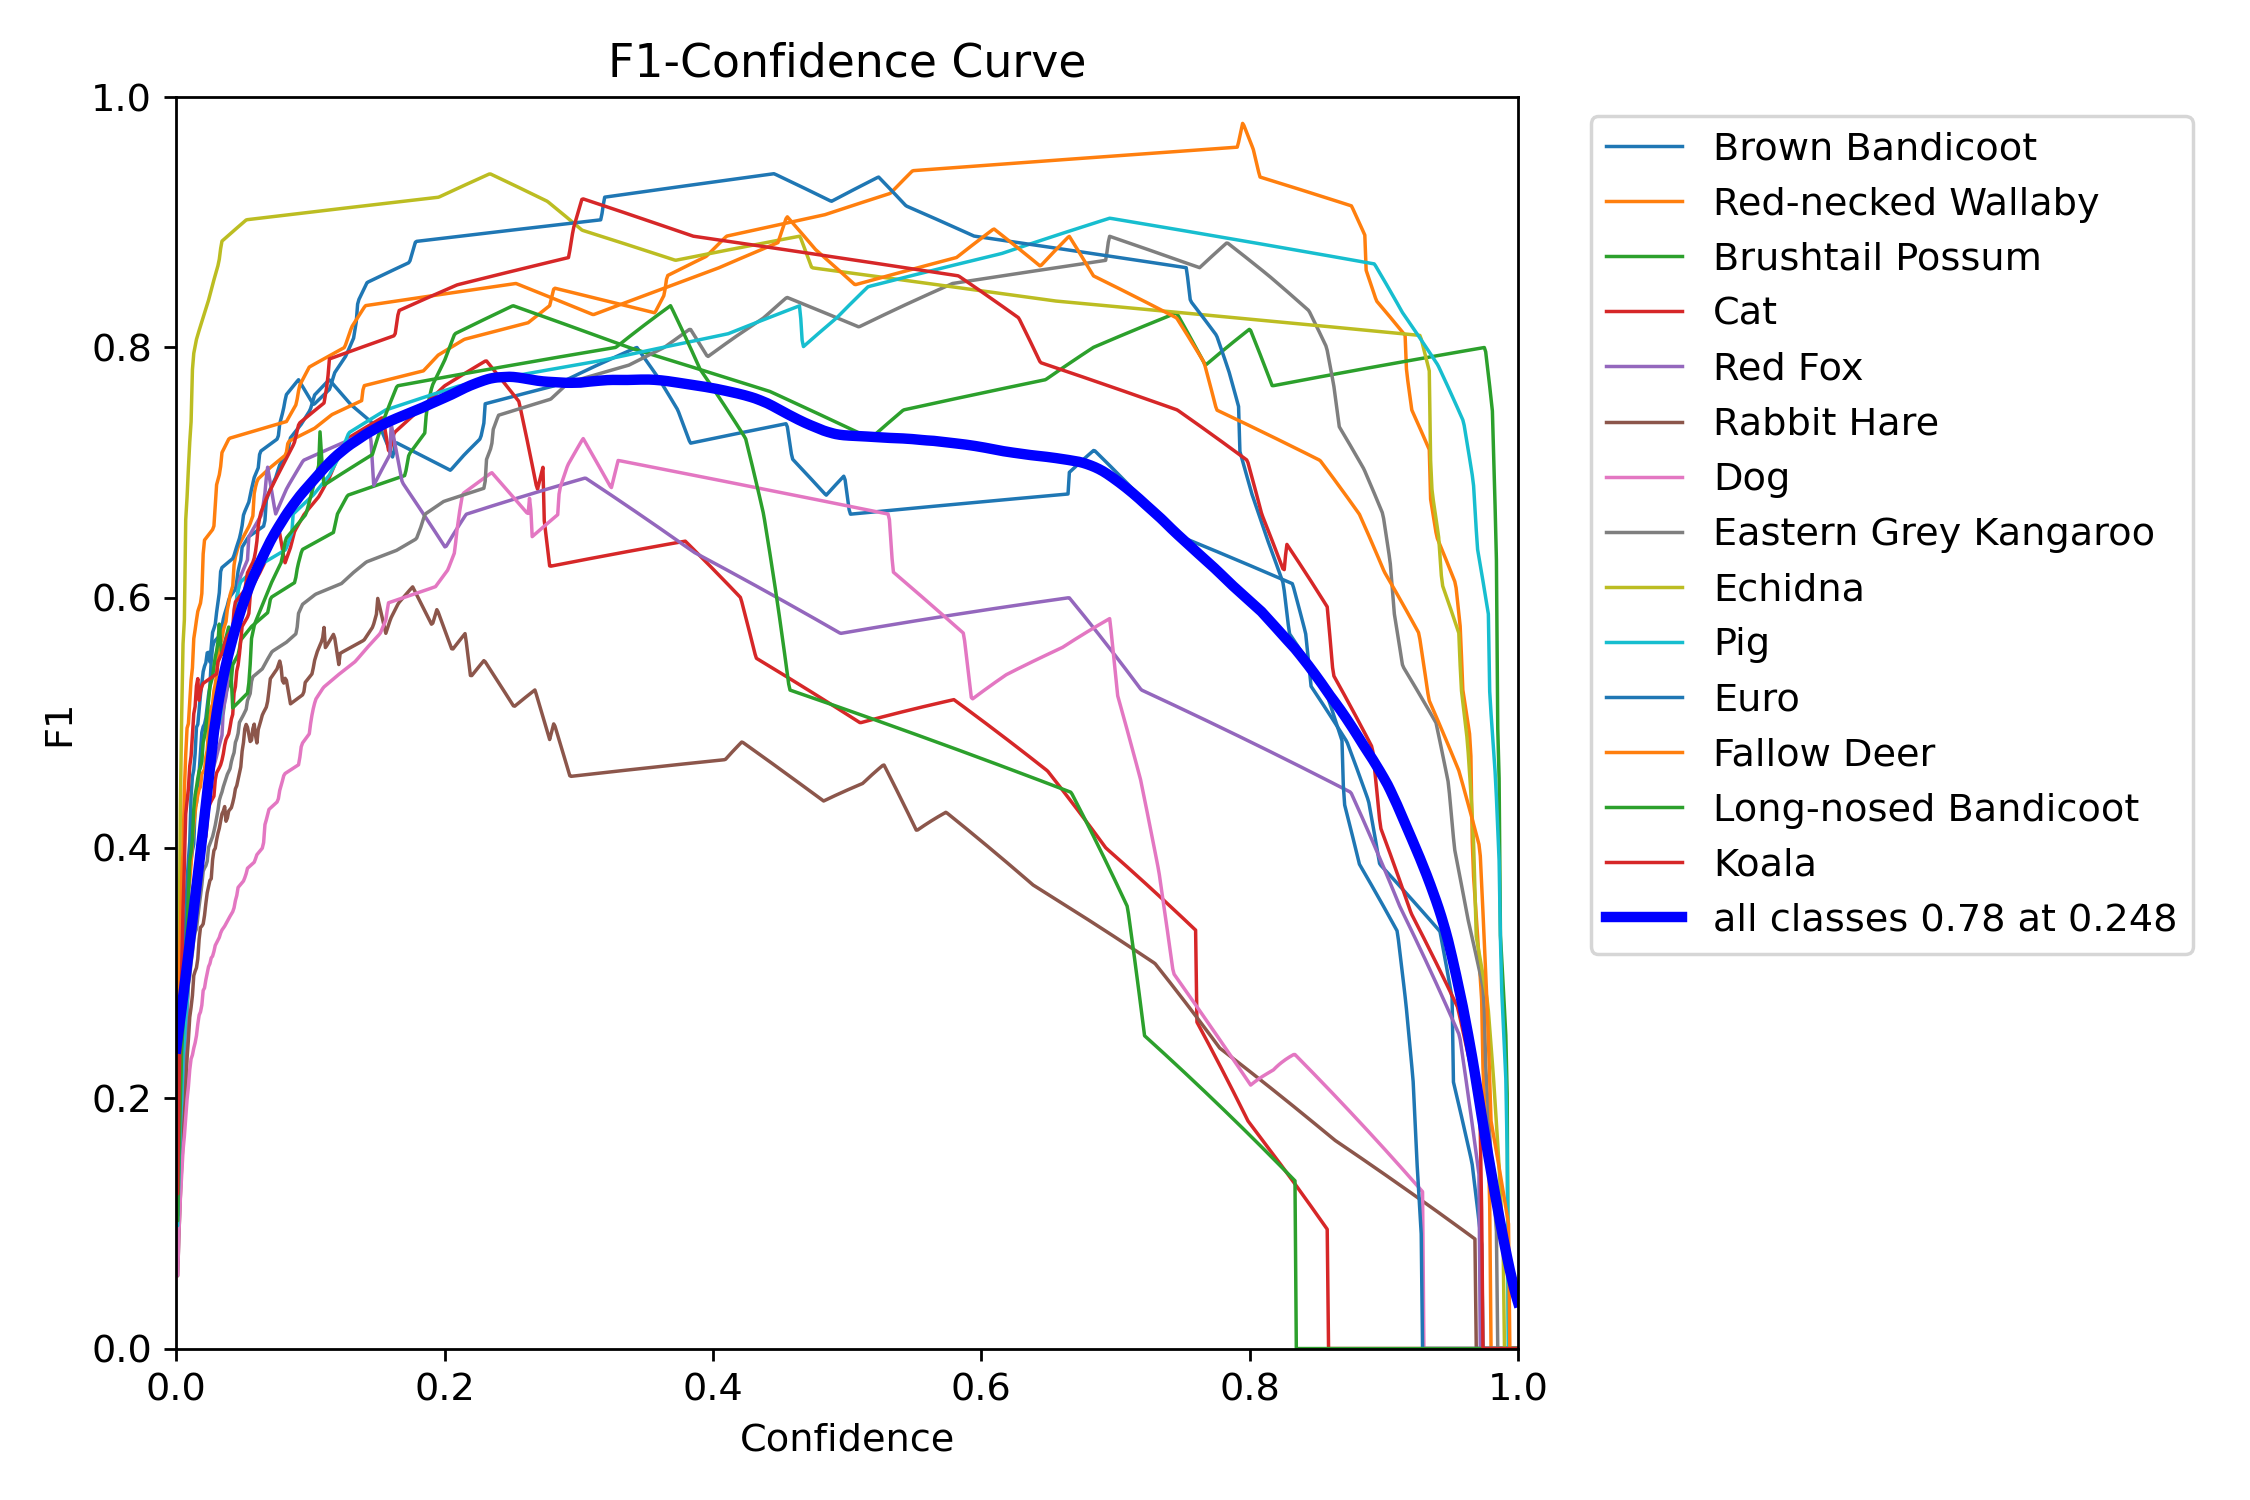 F1-Confidence Curve
1.0
0.8
0.6
0.4
0.2
0.0
F1
0.0 0.2 0.4 0.6 0.8 1.0
Confidence
Brown Bandicoot
Red-necked Wallaby
Brushtail Possum
Cat
Red Fox
Rabbit Hare
Dog
Eastern Grey Kangaroo
Echidna
Pig
Euro
Fallow Deer
Long-nosed Bandicoot
Koala
all classes 0.78 at 0.248